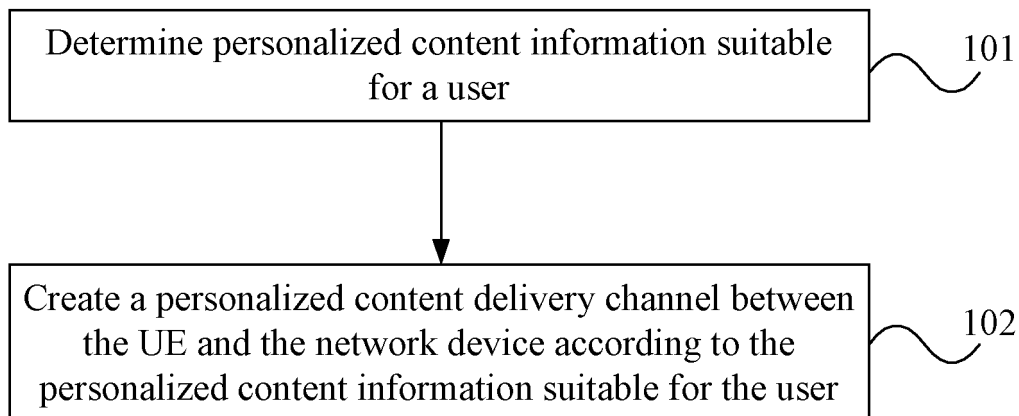 Determine personalized content information suitable
for a user
101
Create a personalized content delivery channel between
the UE and the network device according to the
personalized content information suitable for the user
102